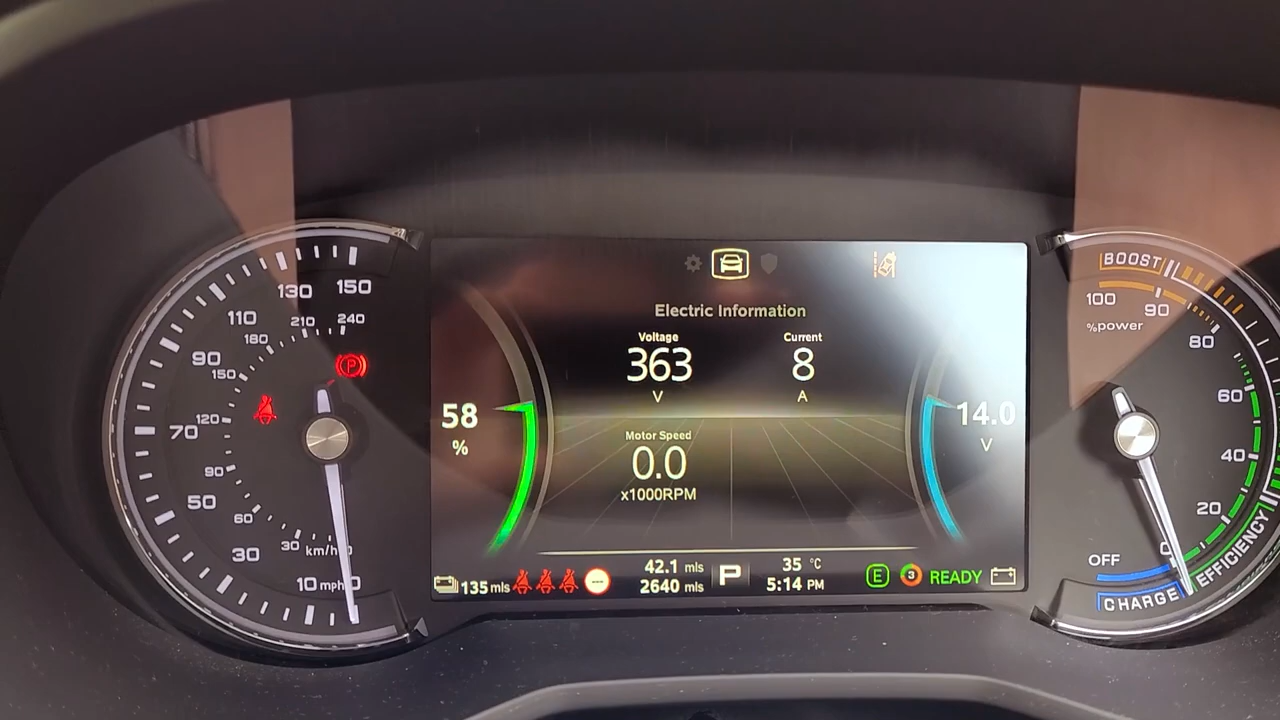 150
130
110
90
70
50
30
10 mph 0
240
210
180
150
120
90
60
30 km/h
P
58
%
Electric Information
Voltage Current
363 8
V A
Motor Speed
0.0
x1000RPM
14.0
V
135 mls
---
42.1 mls
2640 mls
P
35 °C
5:14 PM
E
3
READY
BOOST
100
90
%power
80
60
40
20
0
OFF
CHARGE
EFFICIENCY